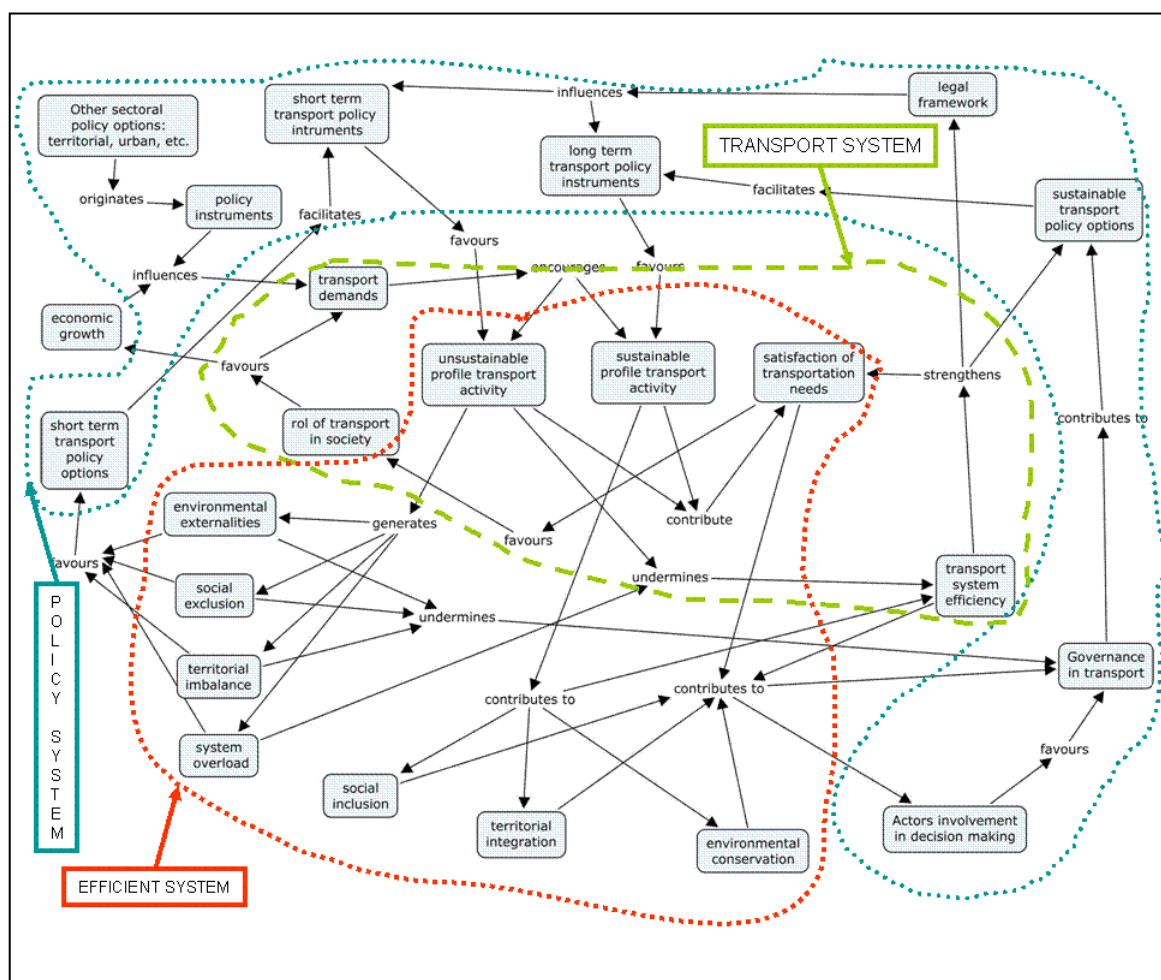 influences
legal
framework
short term
transport policy
intruments
Other sectoral
policy options:
territorial, urban, etc.
TRANSPORT SYSTEM
long term
transport policy
instruments
facilitates
sustainable
transport
policy options
originates
policy
instruments
facilitates
favours
influences
transport
demands
encourages
favours
economic
growth
favours
unsustainable
profile transport
activity
sustainable
profile transport
activity
satisfaction of
transportation
needs
strengthens
contributes to
short term
transport
policy
options
rol of transport
in society
environmental
externalities
generates
favours
contribute
favours
undermines
transport
system
efficiency
social
exclusion
undermines
POLICY SYSTEM
territorial
imbalance
contributes to
contributes to
Governance
in transport
system
overload
favours
social
inclusion
territorial
integration
environmental
conservation
Actors involvement
in decision making
EFFICIENT SYSTEM